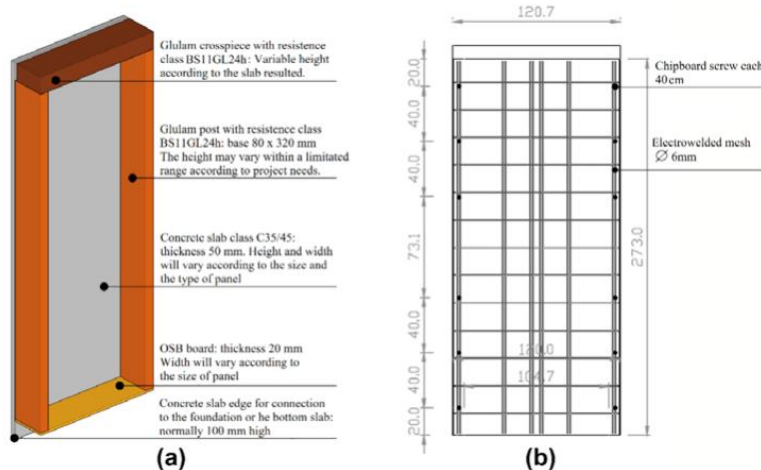 Glulam crosspiece with resistence
class BS11GL24h: Variable height
according to the slab resulted.
Glulam post with resistence class
BS11GL24h: base 80 x 320 mm
The height may vary within a limitated
range according to project needs.
Concrete slab class C35/45:
thickness 50 mm. Height and width
will vary according to the size and
the type of panel
OSB board: thickness 20 mm
Width will vary according to
the size of panel
Concrete slab edge for connection
to the foundation or he bottom slab:
normally 100 mm high
(a)
120.7
20.0
40.0
40.0
73.1
40.0
40.0
20.0
273.0
120.0
104.7
Chipboard screw each
40cm
Electrowelded mesh
∅ 6mm
(b)